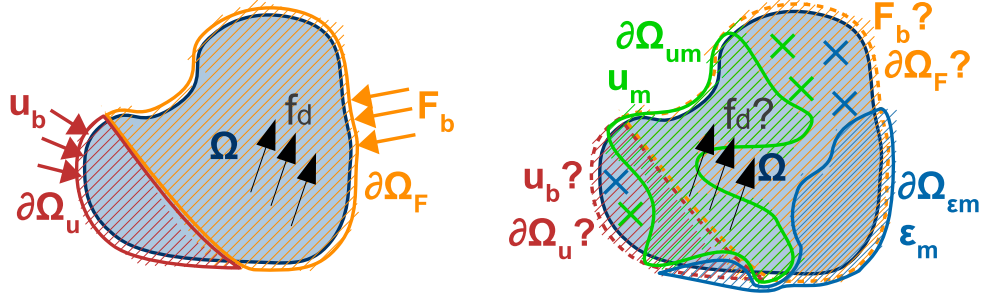 u_b
f_d
Ω
F_b
∂Ω_u
∂Ω_F
∂Ω_um
u_m
F_b ?
∂Ω_F ?
f_d?
Ω
u_b ?
∂Ω_u ?
∂Ω_εm
ε_m